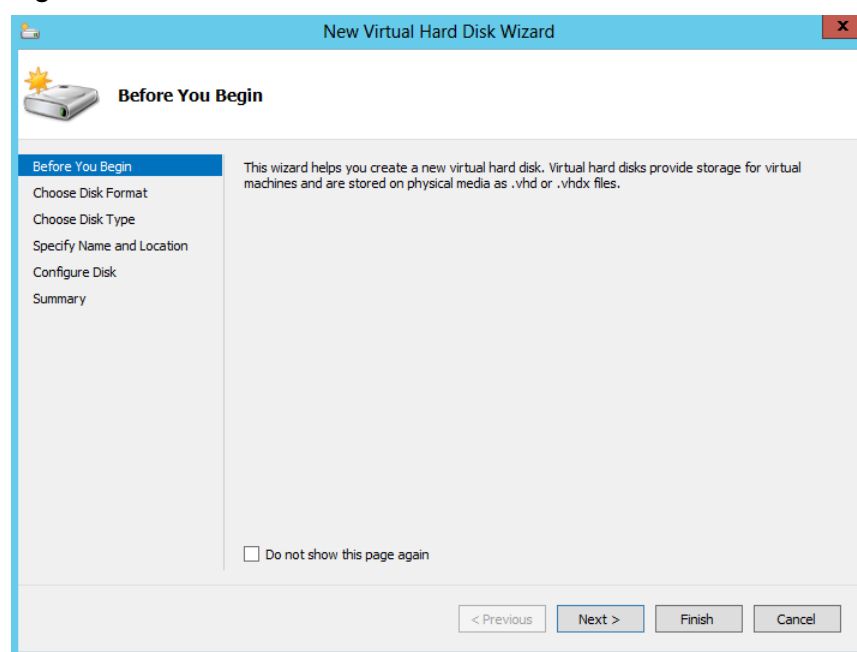 New Virtual Hard Disk Wizard
x
Before You Begin
Before You Begin
Choose Disk Format
Choose Disk Type
Specify Name and Location
Configure Disk
Summary
This wizard helps you create a new virtual hard disk. Virtual hard disks provide storage for virtual
machines and are stored on physical media as .vhd or .vhdx files.
Do not show this page again
< Previous
Next >
Finish
Cancel